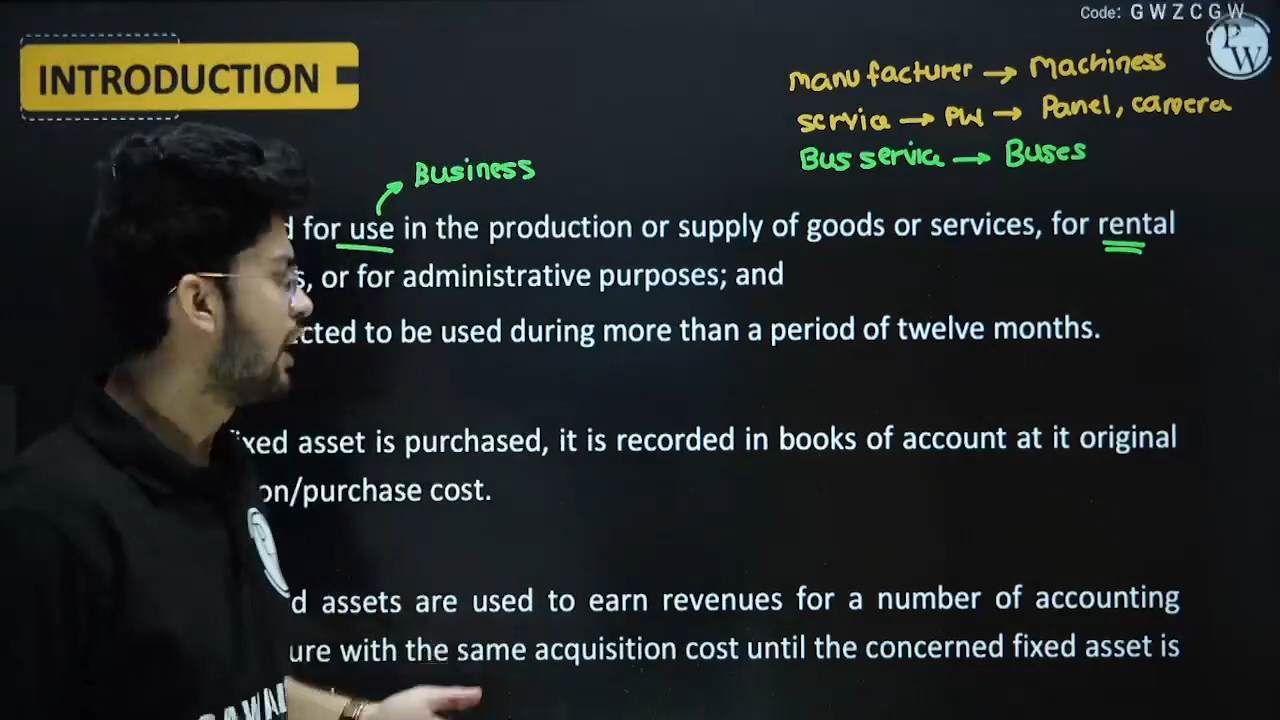 Code: G W Z C G W
PW
INTRODUCTION
manufacturer → Machiness
service → PW → Panel, camera
Bus service → Buses
Business
for use in the production or supply of goods or services, for rental
or for administrative purposes; and
to be used during more than a period of twelve months.
asset is purchased, it is recorded in books of account at it original
/purchase cost.
assets are used to earn revenues for a number of accounting
with the same acquisition cost until the concerned fixed asset is